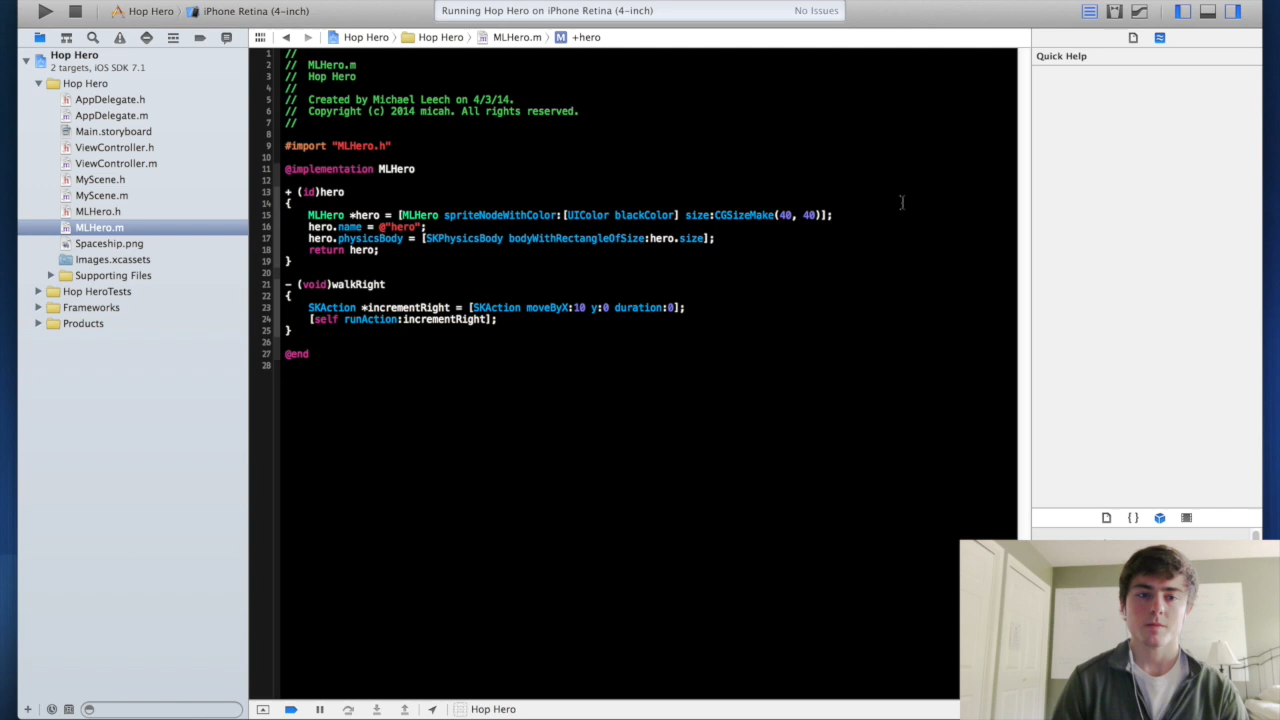 Hop Hero 〉 iPhone Retina (4-inch)
Running Hop Hero on iPhone Retina (4-inch)
No Issues
Hop Hero
2 targets, iOS SDK 7.1
Hop Hero
AppDelegate.h
AppDelegate.m
Main.storyboard
ViewController.h
ViewController.m
MyScene.h
MyScene.m
MLHero.h
MLHero.m
Spaceship.png
Images.xcassets
Supporting Files
Hop HeroTests
Frameworks
Products
Hop Hero 〉 Hop Hero 〉 MLHero.m 〉 M +hero
1 //
2 //  MLHero.m
3 //  Hop Hero
4 //
5 //  Created by Michael Leech on 4/3/14.
6 //  Copyright (c) 2014 micah. All rights reserved.
7 //
8
9 #import "MLHero.h"
10
11 @implementation MLHero
12
13 + (id)hero
14 {
15     MLHero *hero = [MLHero spriteNodeWithColor:[UIColor blackColor] size:CGSizeMake(40, 40)];
16     hero.name = @"hero";
17     hero.physicsBody = [SKPhysicsBody bodyWithRectangleOfSize:hero.size];
18     return hero;
19 }
20
21 - (void)walkRight
22 {
23     SKAction *incrementRight = [SKAction moveByX:10 y:0 duration:0];
24     [self runAction:incrementRight];
25 }
26
27 @end
28
Quick Help
{ }
Hop Hero